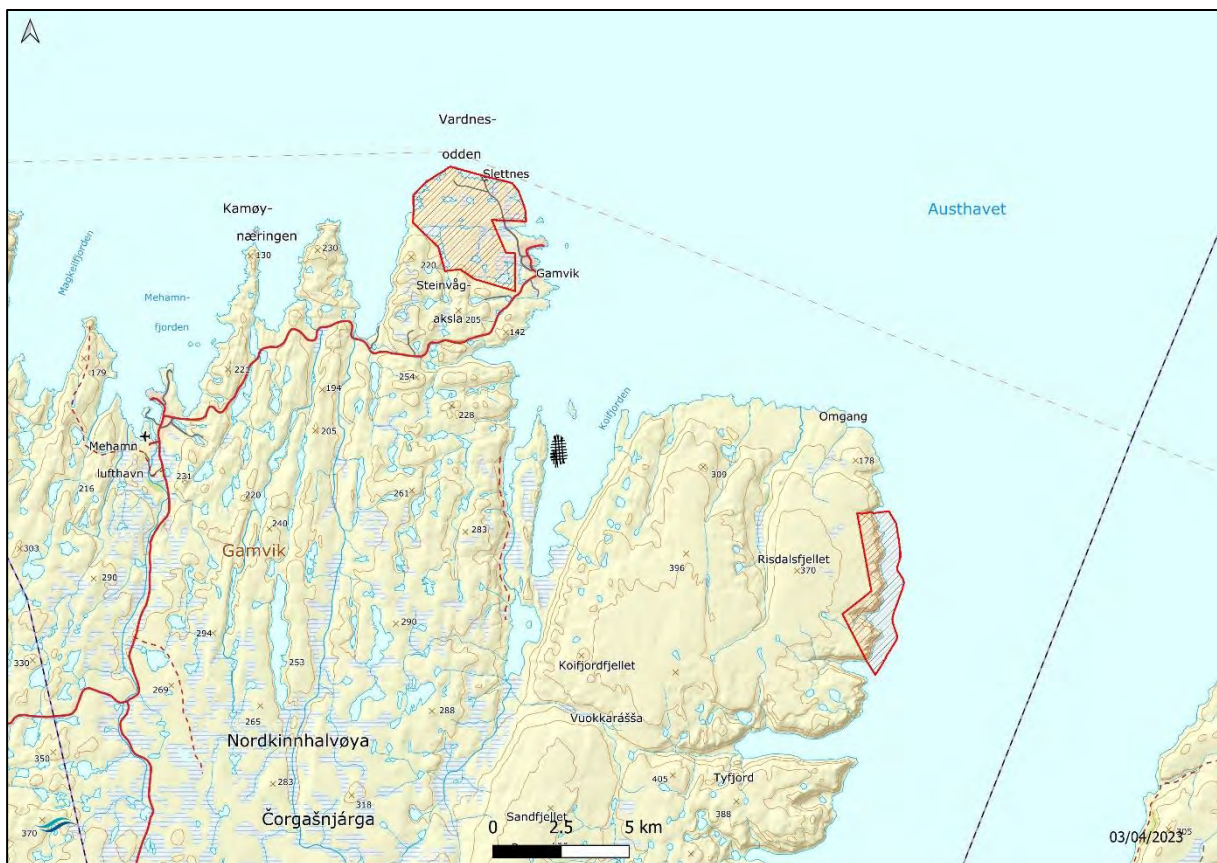 Vardnes-
odden
Slettnes
Austhavet
Kamøy-
næringen
130
230
Magkeilfjorden
220
Gamvik
Steinvåg-
aksla 205
142
Mehamn-
fjorden
179
221
254
194
228
Koifjorden
Omgang
205
Mehamn
lufthavn
231
216
178
309
220
261
240
283
303
Gamvik
396
Risdalsfjellet
370
290
290
294
330
253
Koifjordfjellet
269
265
288
Vuokkarášša
Nordkinnhalvøya
350
283
405
Tyfjord
318
388
Čorgašnjárga
Sandfjellet
370
0 2.5 5 km
03/04/2023
305